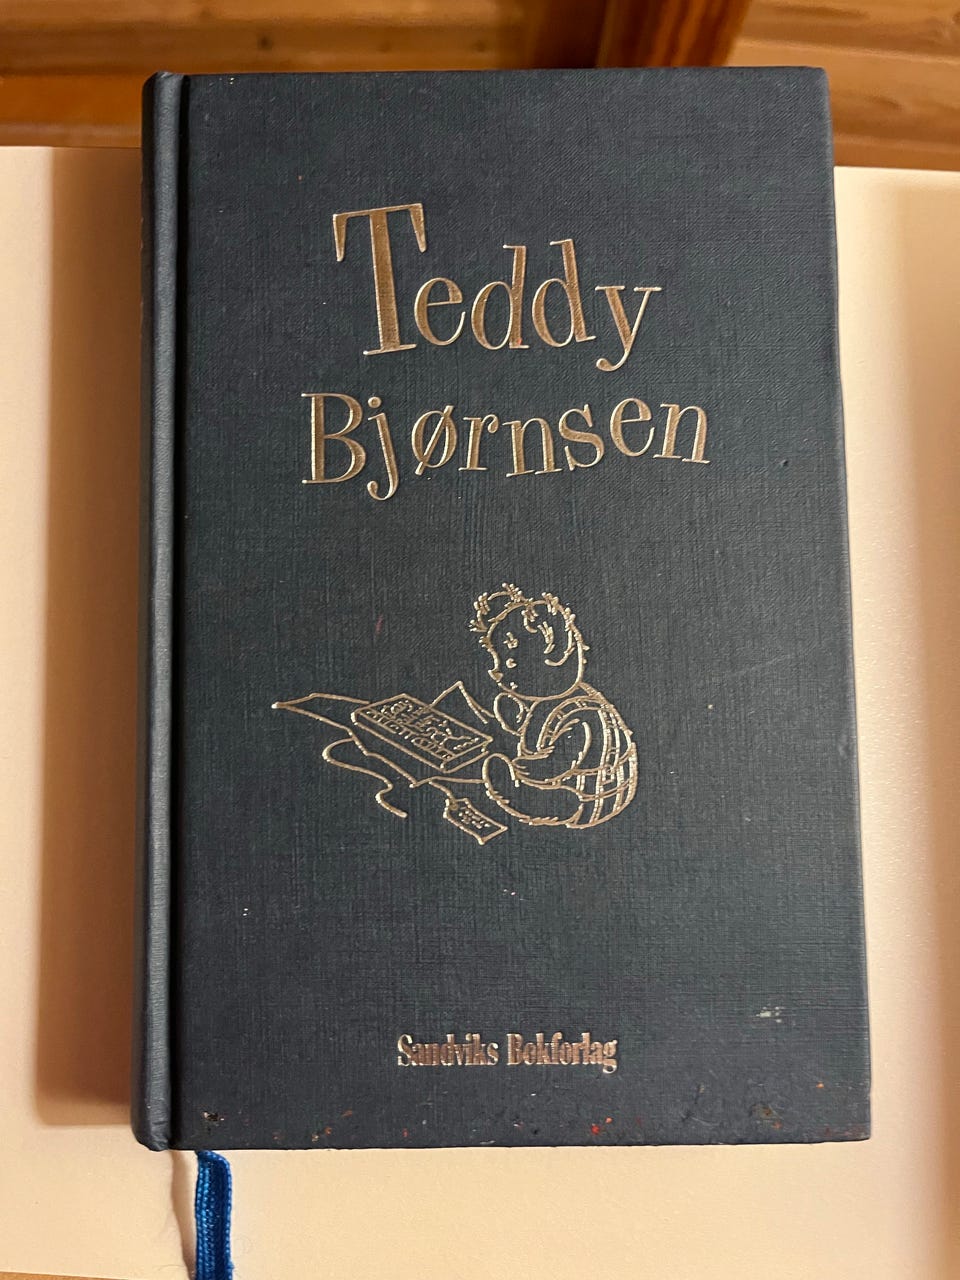 Teddy
Bjørnsen
Sandviks Bokforlag